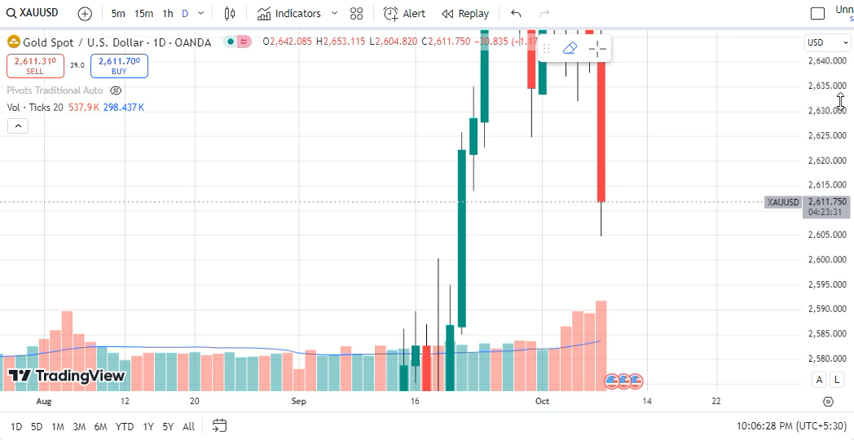 XAUUSD 5m 15m 1h D Indicators Alert Replay
Gold Spot / U.S. Dollar · 1D · OANDA O2,642.085 H2,653.115 L2,604.820 C2,611.750 −30.835 (−1.17
USD
2,611.310 SELL 39.0 2,611.700 BUY
Pivots Traditional Auto
Vol · Ticks 20 537.9 K 298.437 K
2,640.000
2,635.000
2,630.000
2,625.000
2,620.000
2,615.000
XAUUSD 2,611.750
04:23:31
2,605.000
2,600.000
2,595.000
2,590.000
2,585.000
2,580.000
TradingView
A L
Aug 12 20 Sep 16 Oct 14 22
1D 5D 1M 3M 6M YTD 1Y 5Y All 10:06:28 PM (UTC+5:30)